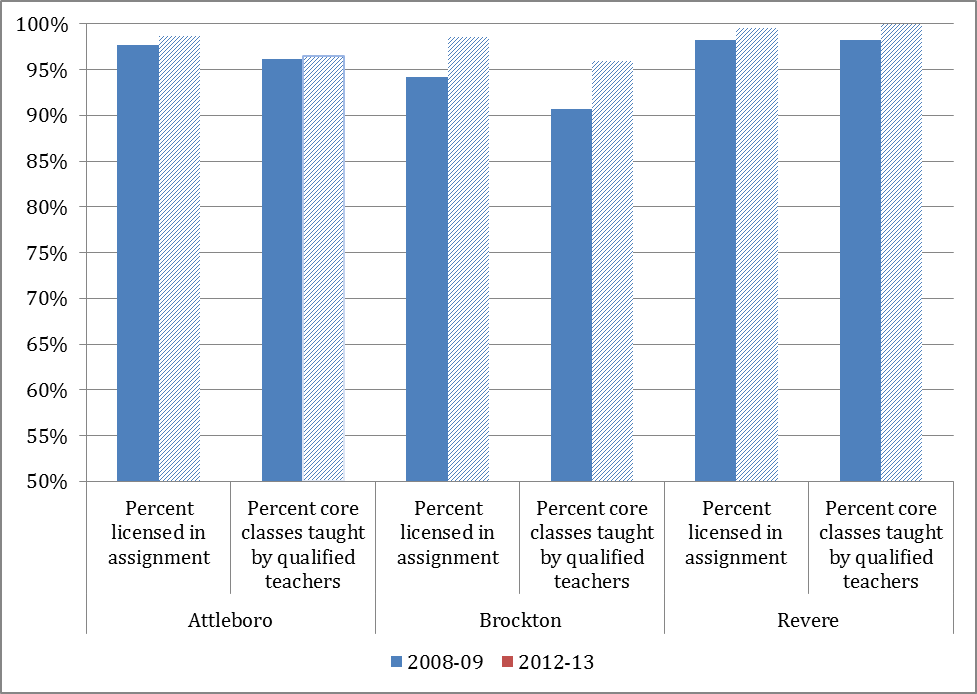 100%
95%
90%
85%
80%
75%
70%
65%
60%
55%
50%
Percent licensed in assignment
Percent core classes taught by qualified teachers
Percent licensed in assignment
Percent core classes taught by qualified teachers
Percent licensed in assignment
Percent core classes taught by qualified teachers
Attleboro
Brockton
Revere
2008-09
2012-13